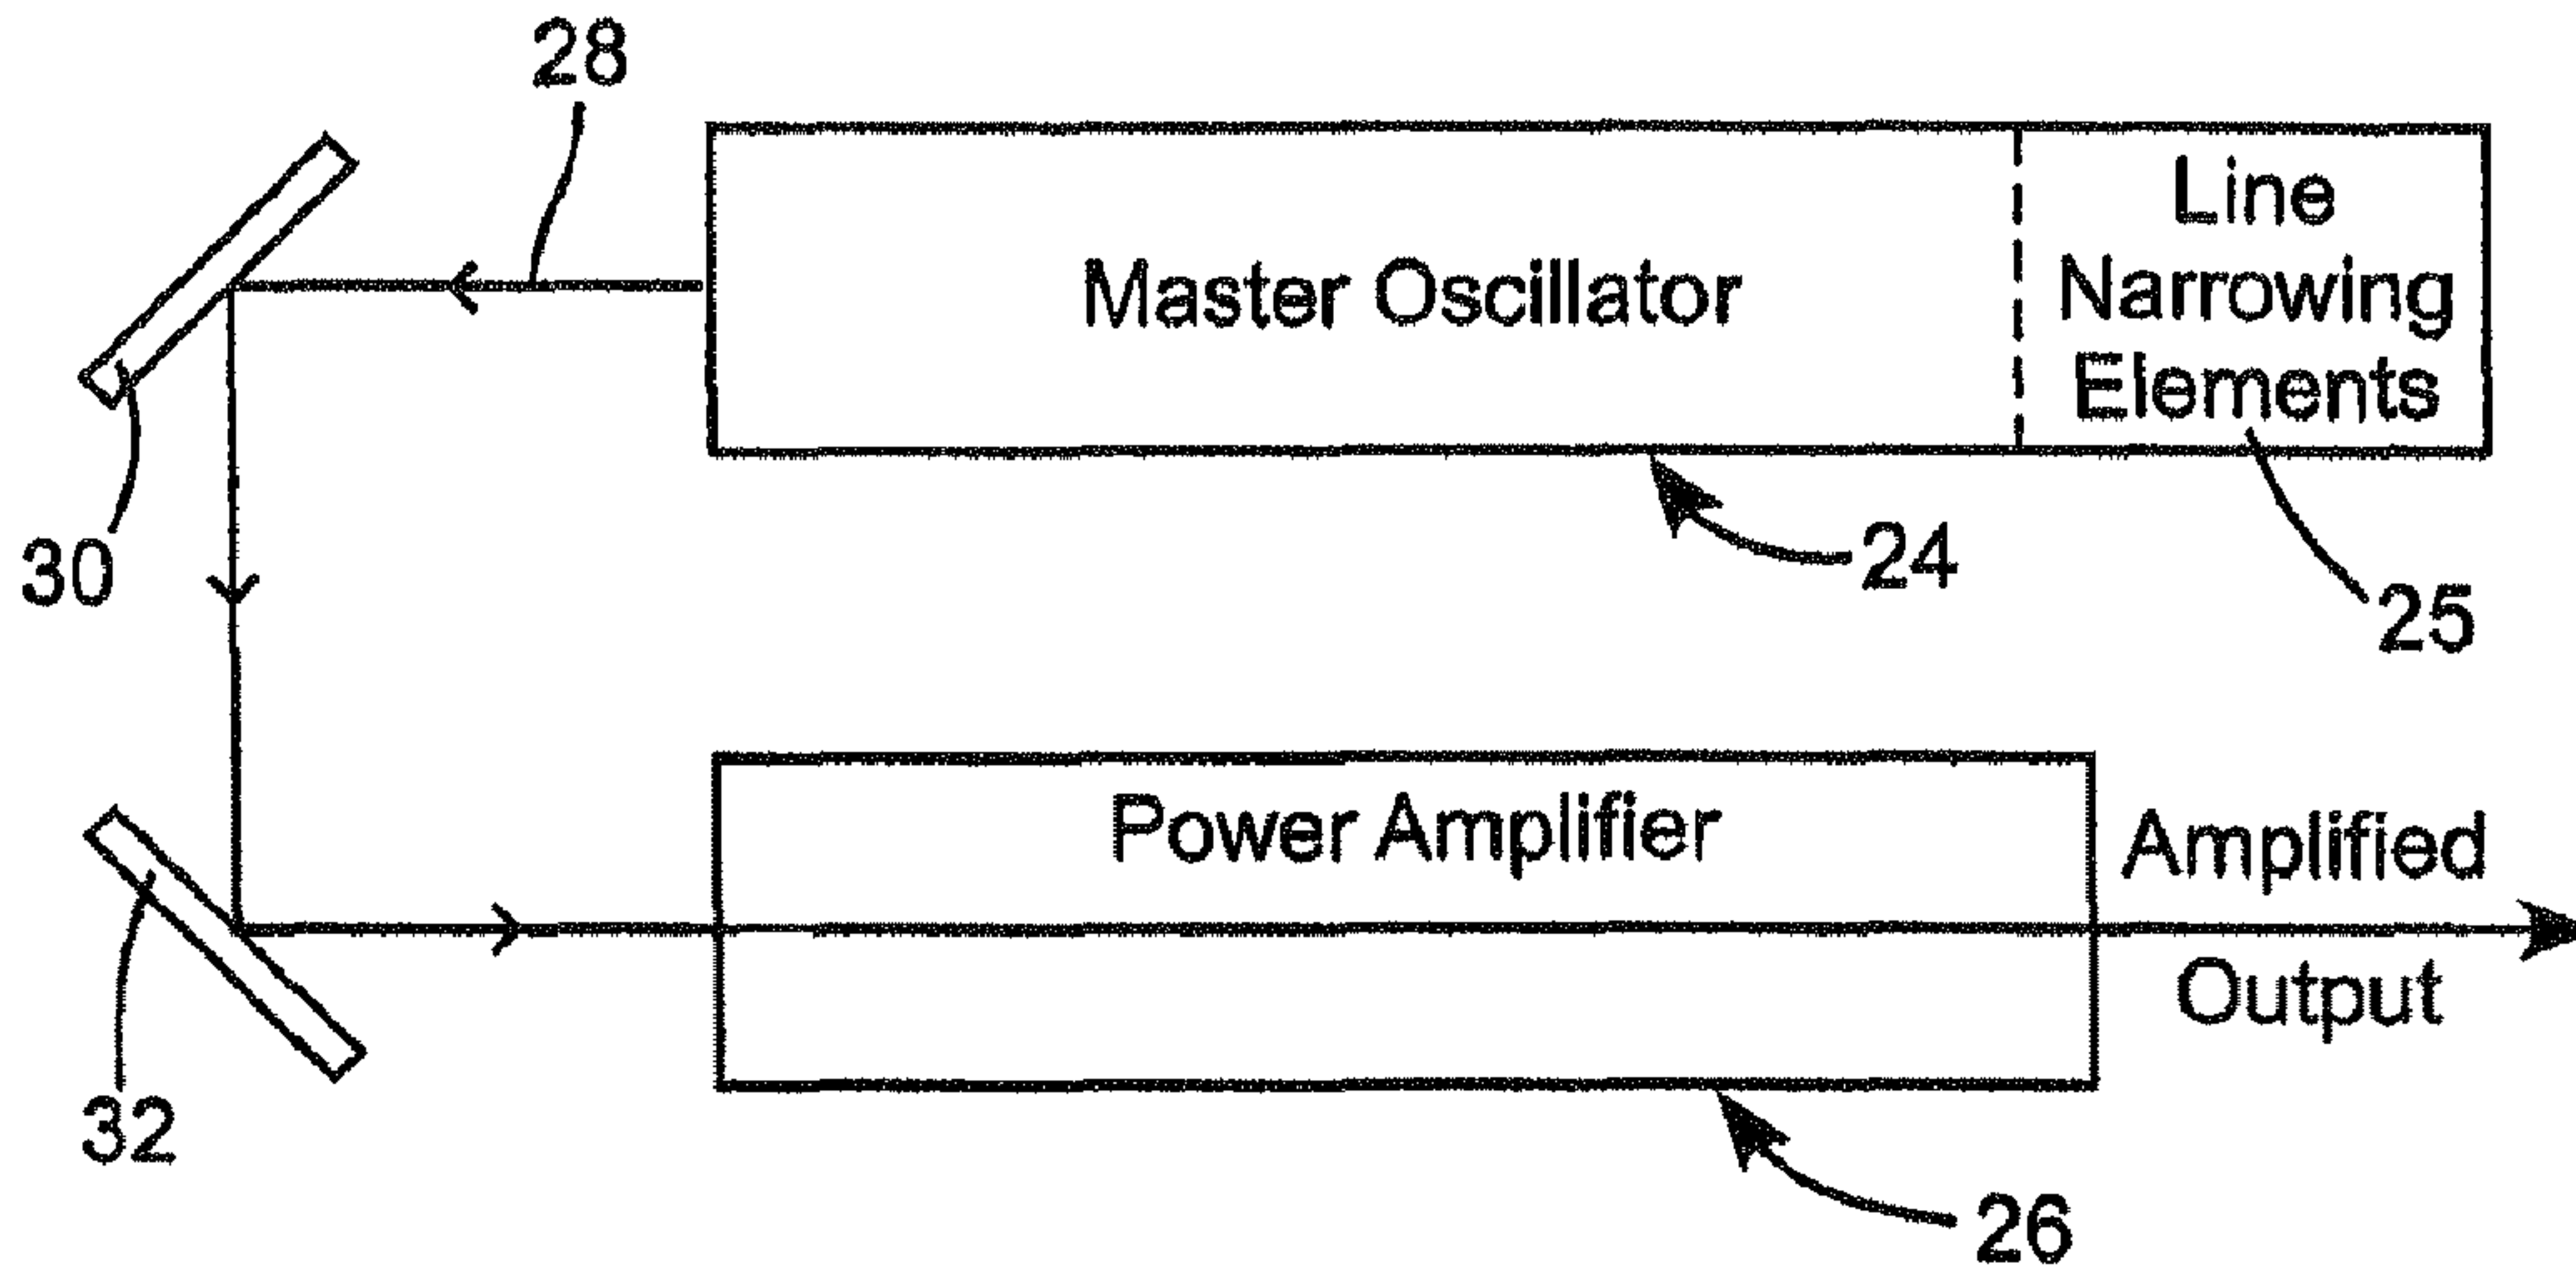 28
Master Oscillator
Line
Narrowing
Elements
30
24
25
Power Amplifier
Amplified
Output
32
26